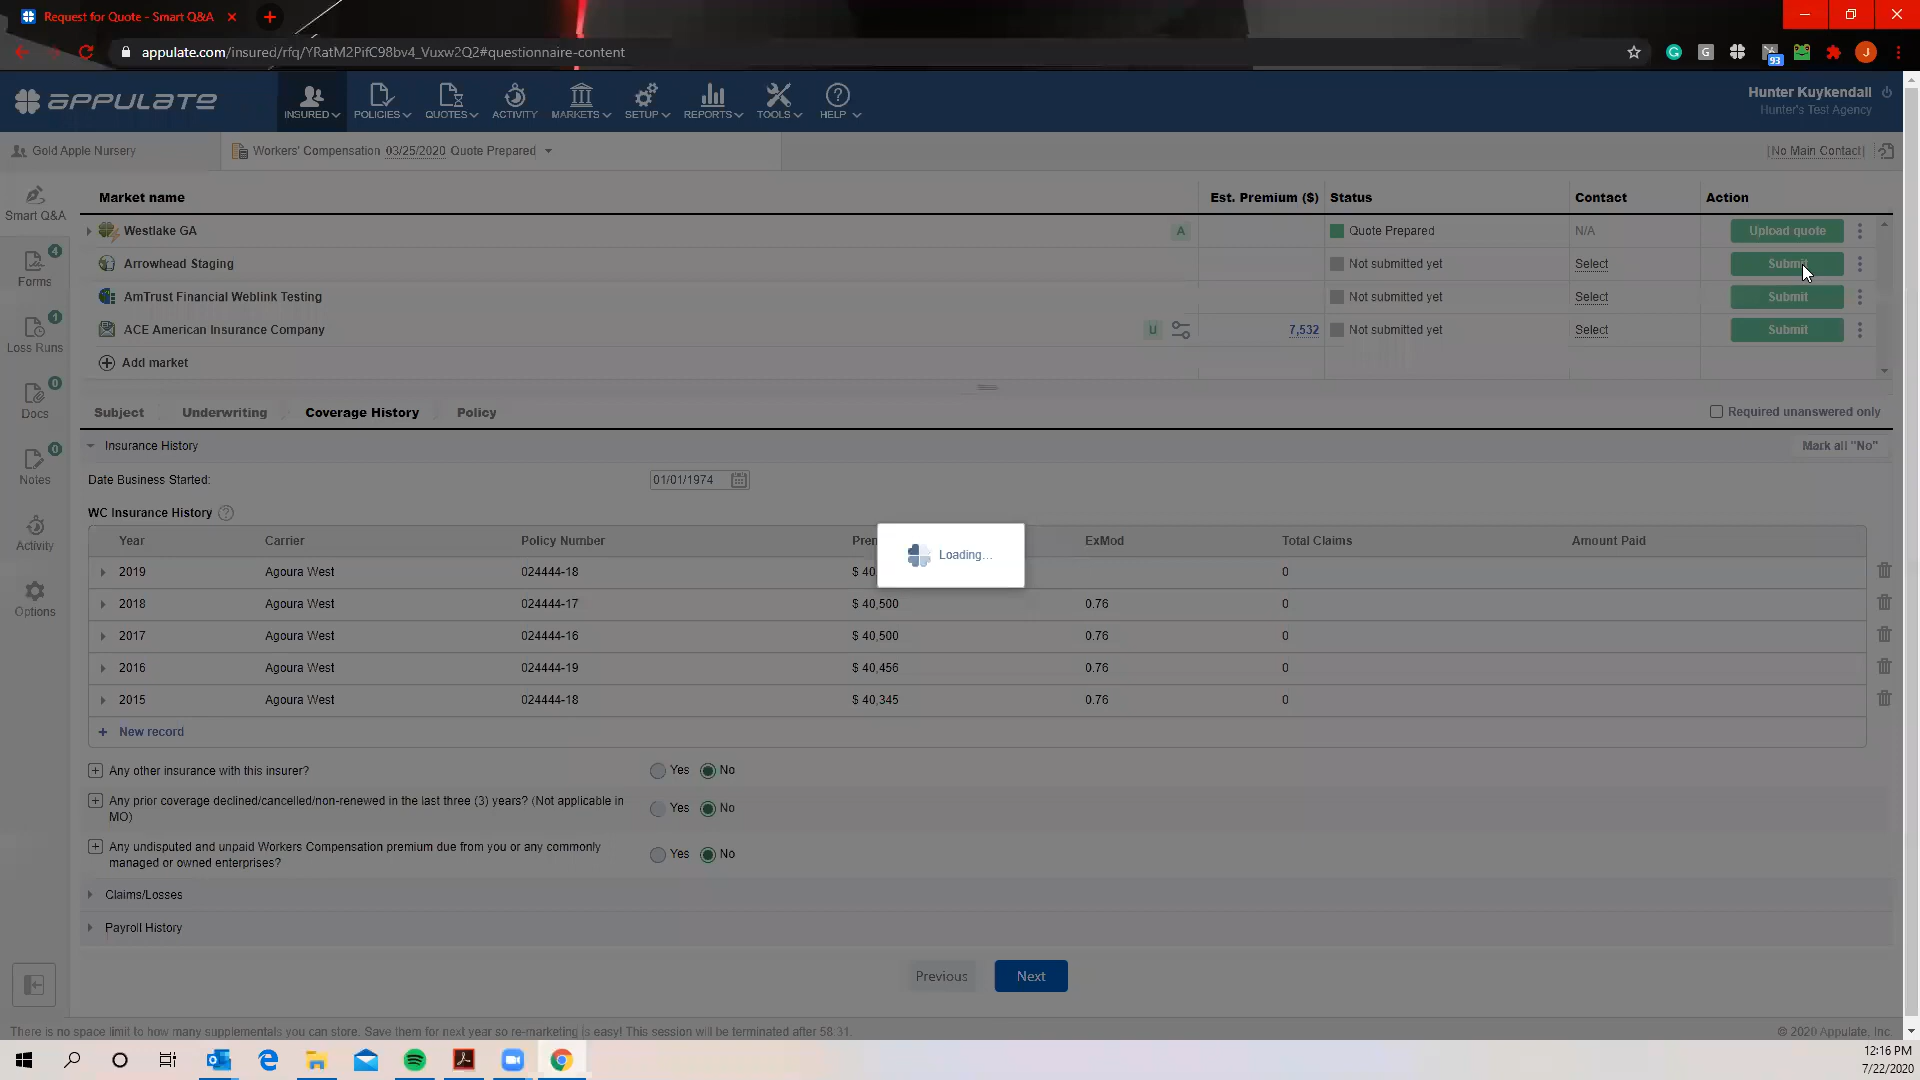 Request for Quote - Smart Q&A
appulate.com/insured/rfq/YRatM2PifC98bv4_Vuxw2Q2#questionnaire-content
G
93
J
APPULATE
INSURED
POLICIES
QUOTES
ACTIVITY
MARKETS
SETUP
REPORTS
TOOLS
HELP
Hunter Kuykendall
Hunter's Test Agency
Gold Apple Nursery
Workers' Compensation 03/25/2020 Quote Prepared
[No Main Contact]
Smart Q&A
Forms 4
Loss Runs 1
Docs 0
Notes 0
Activity
Options
Market name Est. Premium ($) Status Contact Action
Westlake GA A Quote Prepared N/A Upload quote
Arrowhead Staging Not submitted yet Select Submit
AmTrust Financial Weblink Testing Not submitted yet Select Submit
ACE American Insurance Company U 7,532 Not submitted yet Select Submit
Add market
Subject Underwriting Coverage History Policy Required unanswered only
Insurance History Mark all "No"
Date Business Started: 01/01/1974
WC Insurance History ?
Year Carrier Policy Number ExMod Total Claims Amount Paid
2019 Agoura West 024444-18 $ 40, 0
Loading...
2018 Agoura West 024444-17 $ 40,500 0.76 0
2017 Agoura West 024444-16 $ 40,500 0.76 0
2016 Agoura West 024444-19 $ 40,456 0.76 0
2015 Agoura West 024444-18 $ 40,345 0.76 0
+ New record
Any other insurance with this insurer? Yes No
Any prior coverage declined/cancelled/non-renewed in the last three (3) years? (Not applicable in
MO) Yes No
Any undisputed and unpaid Workers Compensation premium due from you or any commonly
managed or owned enterprises? Yes No
Claims/Losses
Payroll History
Previous Next
There is no space limit to how many supplementals you can store. Save them for next year so re-marketing is easy! This session will be terminated after 58:31.
© 2020 Appulate, Inc.
12:16 PM
7/22/2020